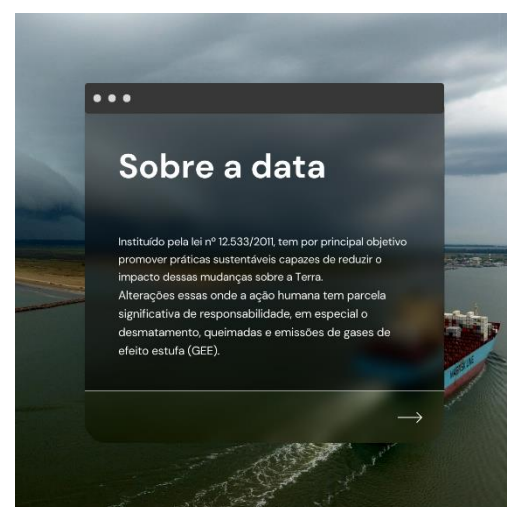 Sobre a data
Instituído pela lei nº 12.533/2011, tem por principal objetivo
promover práticas sustentáveis capazes de reduzir o
impacto dessas mudanças sobre a Terra.
Alterações essas onde a ação humana tem parcela
significativa de responsabilidade, em especial o
desmatamento, queimadas e emissões de gases de
efeito estufa (GEE).
MAERSK LINE